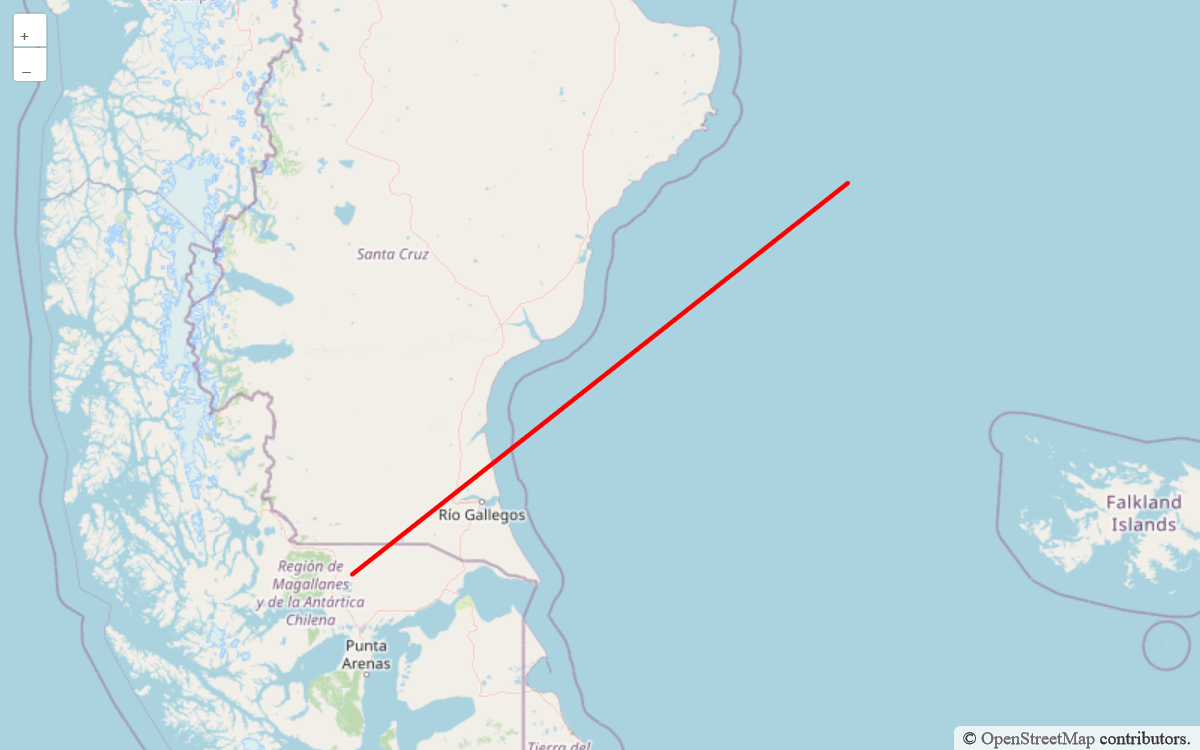 +
–
Santa Cruz
Río Gallegos
Región de
Magallanes
y de la Antártica
Chilena
Punta
Arenas
Falkland
Islands
Tierra del
© OpenStreetMap contributors.